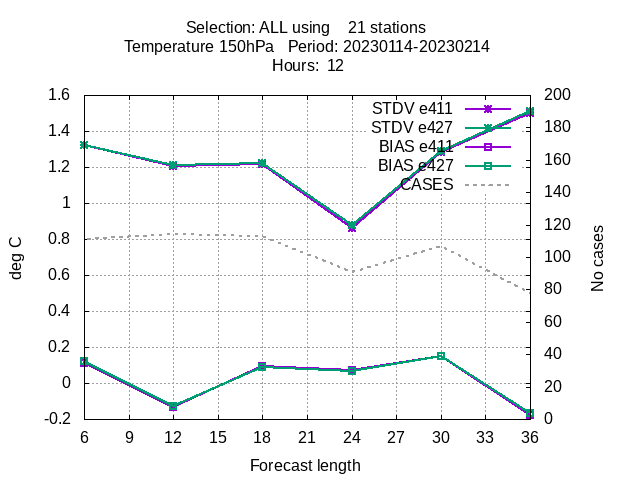 Selection: ALL using    21 stations
Temperature 150hPa   Period: 20230114-20230214
Hours:  12
1.6
1.4
1.2
1
0.8
0.6
0.4
0.2
0
-0.2
deg C
200
180
160
140
120
100
80
60
40
20
0
No cases
STDV e411
STDV e427
BIAS e411
BIAS e427
CASES
6 9 12 15 18 21 24 27 30 33 36
Forecast length